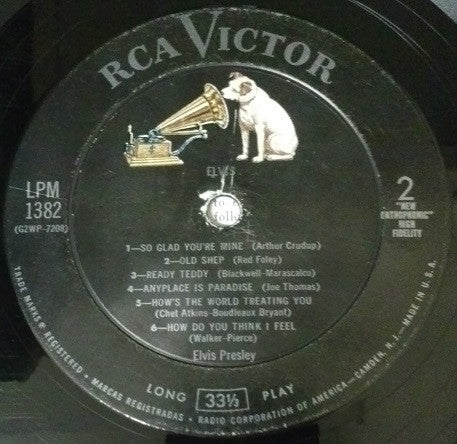 RCA VICTOR
ELVIS
LPM
1382
(G2WP-7208)
2
"NEW
ORTHOPHONIC"
HIGH
FIDELITY
1—SO GLAD YOU'RE MINE (Arthur Crudup)
2—OLD SHEP (Red Foley)
3—READY TEDDY (Blackwell-Marascalco)
4—ANYPLACE IS PARADISE (Joe Thomas)
5—HOW'S THE WORLD TREATING YOU
(Chet Atkins-Boudleaux Bryant)
6—HOW DO YOU THINK I FEEL
(Walker-Pierce)
Elvis Presley
LONG 33⅓ PLAY
TRADE MARKS ® REGISTERED • MARCAS REGISTRADAS • RADIO CORPORATION OF AMERICA—CAMDEN, N. J.—MADE IN U.S.A.